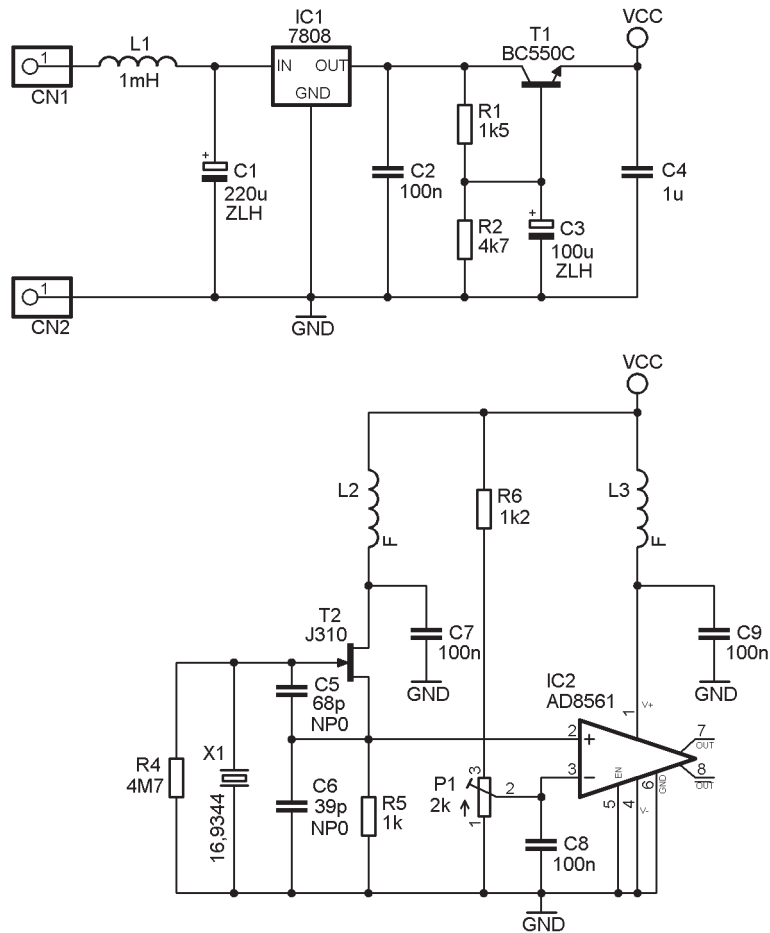 VCC
IC1
7808
T1
BC550C
L1
1mH
1
CN1
IN
OUT
GND
R1
1k5
+
C1
220u
ZLH
C2
100n
C4
1u
R2
4k7
+
C3
100u
ZLH
1
CN2
GND
VCC
L2
F
R6
1k2
L3
F
T2
J310
C7
100n
GND
C9
100n
GND
C5
68p
NP0
IC2
AD8561
1
V+
2
+
7
OUT
3
−
8
OUT
EN
5
4
V-
6
GND
R4
4M7
X1
16,9344
C6
39p
NP0
R5
1k
P1
2k
3
2
1
C8
100n
GND